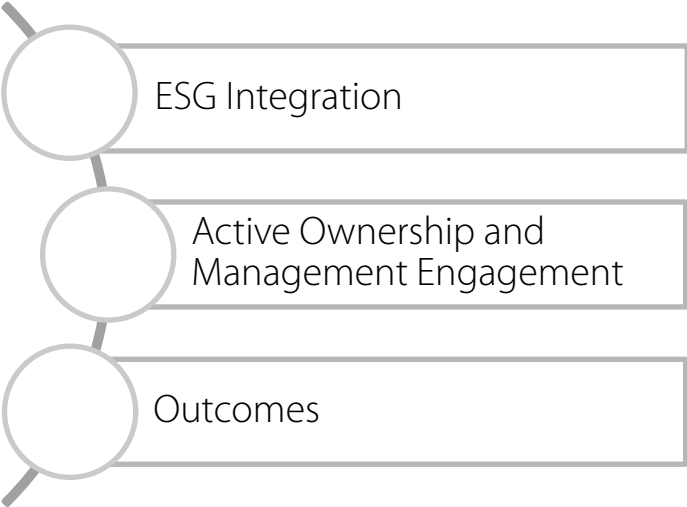 ESG Integration
Active Ownership and
Management Engagement
Outcomes